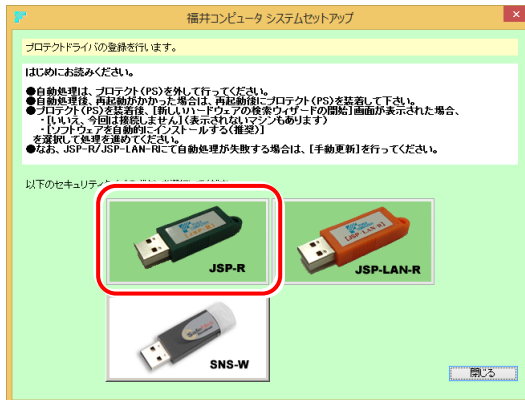 福井コンピュータ システムセットアップ
プロテクトドライバの登録を行います。
はじめにお読みください。
●自動処理は、プロテクト(PS)を外して行ってください。
●自動処理後、再起動がかかった場合は、再起動後にプロテクト(PS)を装着して下さい。
●プロテクト(PS)を装着後、[新しいハードウェアの検索ウィザードの開始]画面が表示された場合、
・[いいえ、今回は接続しません](表示されないマシンもあります)
・[ソフトウェアを自動的にインストールする(推奨)]
を選択して処理を進めてください。
●なお、JSP-R/JSP-LAN-Rにて自動処理が失敗する場合は、[手動更新]を行ってください。
以下のセキュリティ
JSP-R
JSP-LAN-R
SNS-W
閉じる